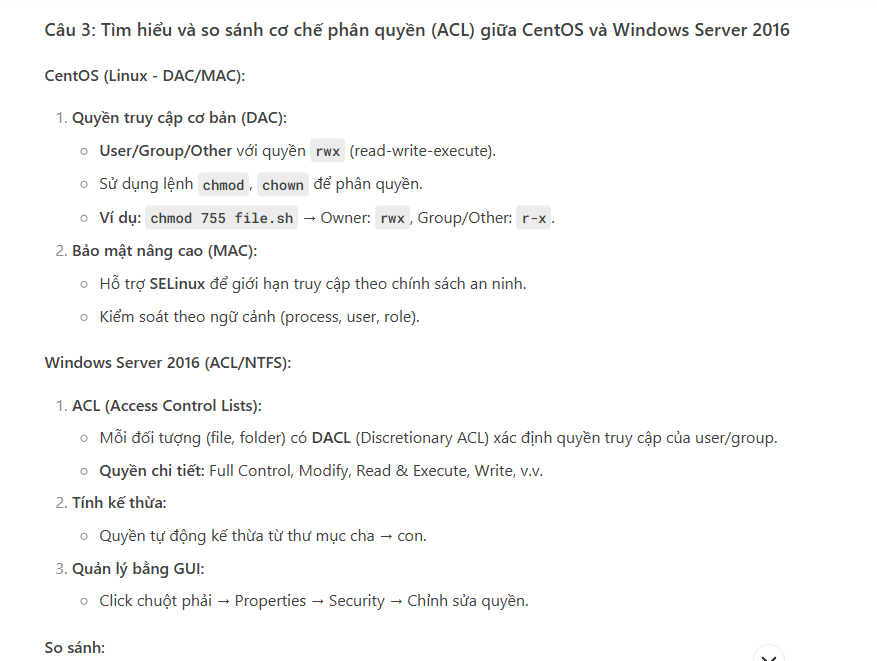 Câu 3: Tìm hiểu và so sánh cơ chế phân quyền (ACL) giữa CentOS và Windows Server 2016
CentOS (Linux - DAC/MAC):
1. Quyền truy cập cơ bản (DAC):
○ User/Group/Other với quyền rwx (read-write-execute).
○ Sử dụng lệnh chmod, chown để phân quyền.
○ Ví dụ: chmod 755 file.sh → Owner: rwx, Group/Other: r-x.
2. Bảo mật nâng cao (MAC):
○ Hỗ trợ SELinux để giới hạn truy cập theo chính sách an ninh.
○ Kiểm soát theo ngữ cảnh (process, user, role).
Windows Server 2016 (ACL/NTFS):
1. ACL (Access Control Lists):
○ Mỗi đối tượng (file, folder) có DACL (Discretionary ACL) xác định quyền truy cập của user/group.
○ Quyền chi tiết: Full Control, Modify, Read & Execute, Write, v.v.
2. Tính kế thừa:
○ Quyền tự động kế thừa từ thư mục cha → con.
3. Quản lý bằng GUI:
○ Click chuột phải → Properties → Security → Chỉnh sửa quyền.
So sánh: